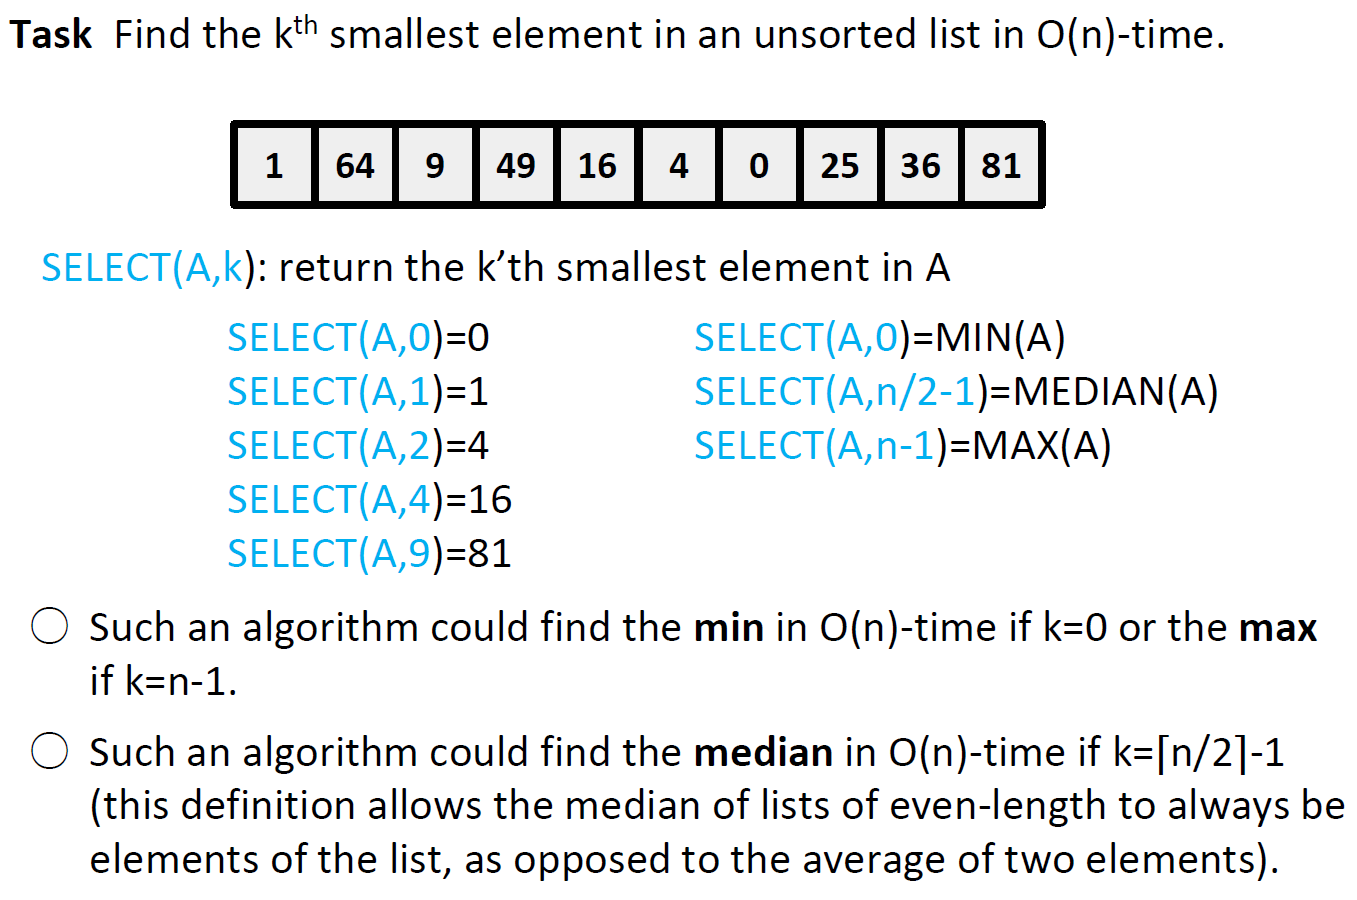 Task Find the kᵗʰ smallest element in an unsorted list in O(n)-time.
1 64 9 49 16 4 0 25 36 81
SELECT(A,k): return the k’th smallest element in A
SELECT(A,0)=0 SELECT(A,0)=MIN(A)
SELECT(A,1)=1 SELECT(A,n/2-1)=MEDIAN(A)
SELECT(A,2)=4 SELECT(A,n-1)=MAX(A)
SELECT(A,4)=16
SELECT(A,9)=81
Such an algorithm could find the min in O(n)-time if k=0 or the max
if k=n-1.
Such an algorithm could find the median in O(n)-time if k=⌈n/2⌉-1
(this definition allows the median of lists of even-length to always be
elements of the list, as opposed to the average of two elements).